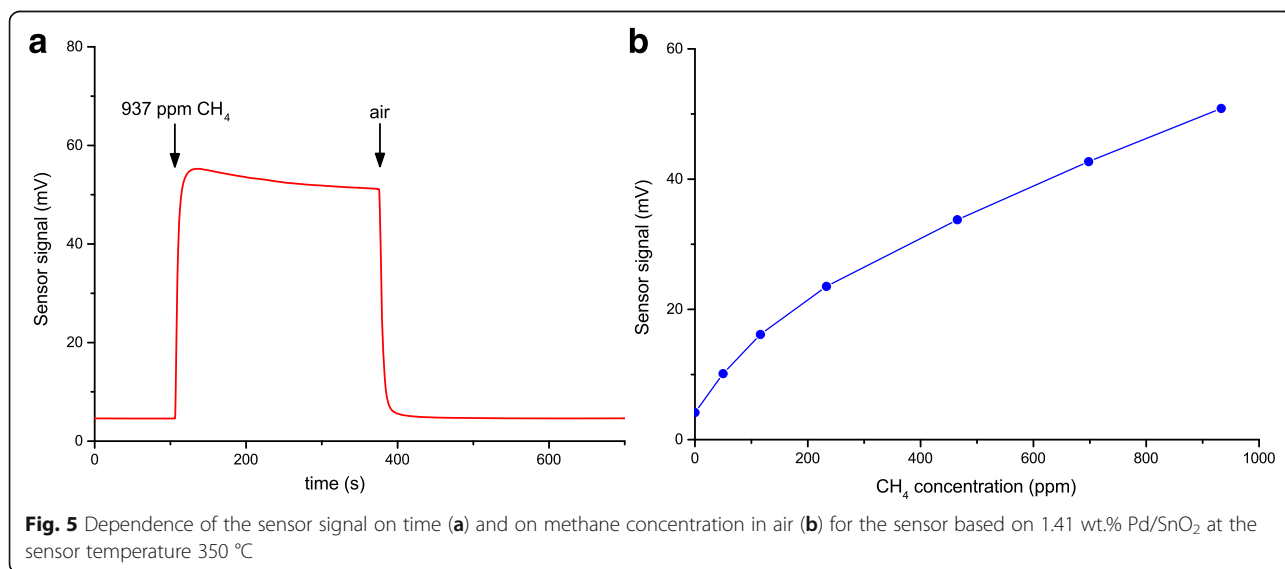 a
80
60
40
20
0
0
200
400
600
Sensor signal (mV)
time (s)
937 ppm CH₄
air
b
60
40
20
0
0
200
400
600
800
1000
Sensor signal (mV)
CH₄ concentration (ppm)
Fig. 5 Dependence of the sensor signal on time (a) and on methane concentration in air (b) for the sensor based on 1.41 wt.% Pd/SnO₂ at the
sensor temperature 350 °C